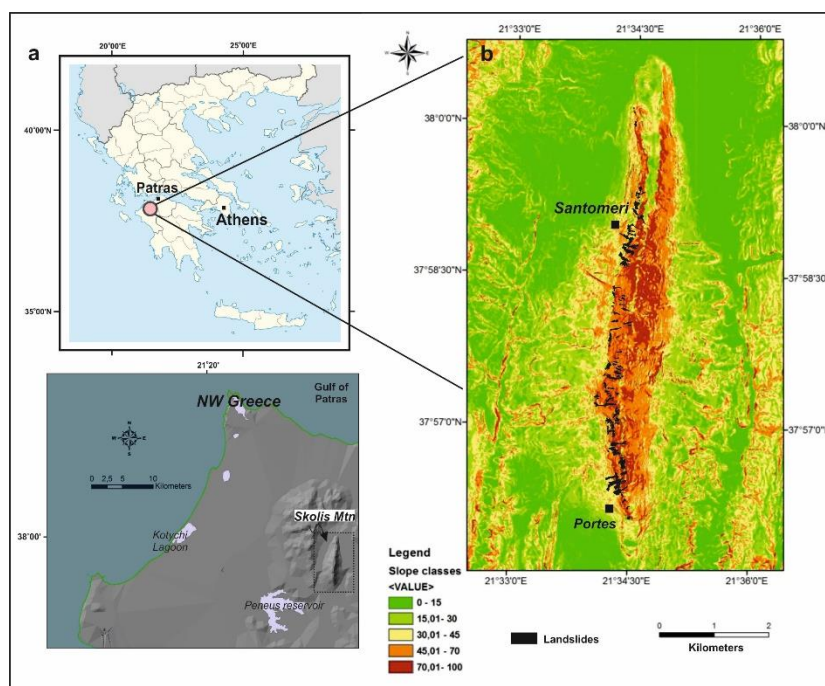 a
20°00'E 25°00'E
40°00'N
35°00'N
Patras
Athens
N
W E
S
21°20'
Gulf of
Patras
NW Greece
N
W E
S
0 2,5 5 10
Kilometers
Skolis Mtn
Kotychi
Lagoon
38°00'
Peneus reservoir
b
21°33'0"E 21°34'30"E 21°36'0"E
38°0'0"N 38°0'0"N
Santomeri
37°58'30"N 37°58'30"N
37°57'0"N 37°57'0"N
Portes
21°33'0"E 21°34'30"E 21°36'0"E
Legend
Slope classes
<VALUE>
0 - 15
15,01- 30
30,01 - 45
45,01 - 70
70,01 - 100
Landslides
0 1 2
Kilometers